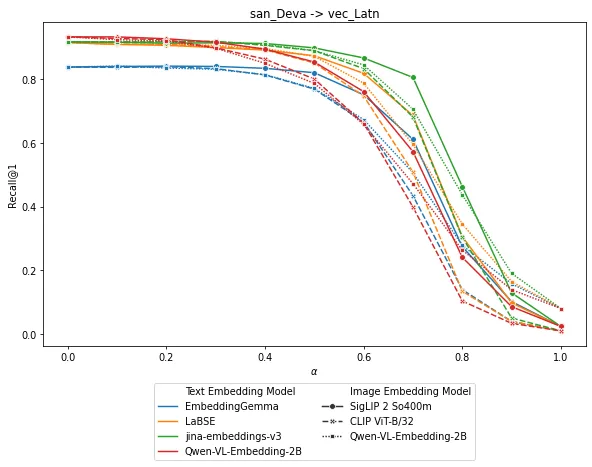 san_Deva -> vec_Latn
Recall@1
0.8
0.6
0.4
0.2
0.0
0.0 0.2 0.4 0.6 0.8 1.0
α
Text Embedding Model Image Embedding Model
EmbeddingGemma SigLIP 2 So400m
LaBSE CLIP ViT-B/32
jina-embeddings-v3 Qwen-VL-Embedding-2B
Qwen-VL-Embedding-2B